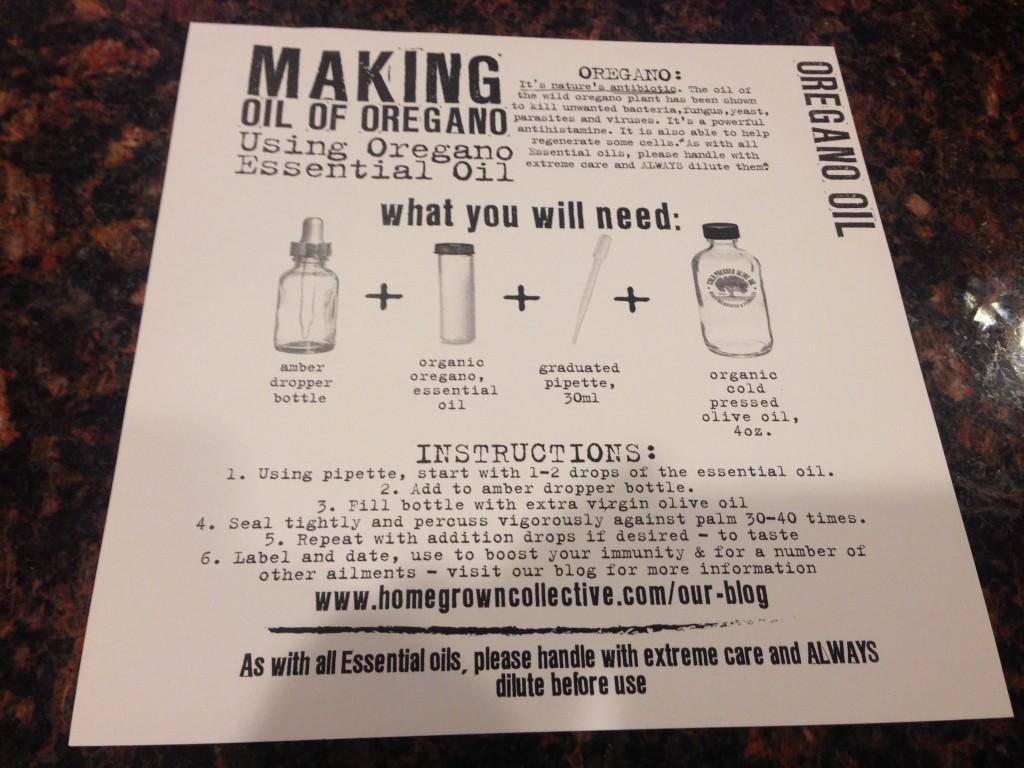 MAKING
OIL OF OREGANO
Using Oregano
Essential Oil
OREGANO:
It's nature's antibiotic. The oil of
the wild oregano plant has been shown
to kill unwanted bacteria, fungus, yeast,
parasites and viruses. It's a powerful
antihistamine. It is also able to help
regenerate some cells. As with all
Essential oils, please handle with
extreme care and ALWAYS dilute them.
OREGANO OIL
what you will need:
+ + +
COLD PRESSED OLIVE OIL
amber
dropper
bottle
organic
oregano,
essential
oil
graduated
pipette,
30ml
organic
cold
pressed
olive oil,
4oz.
INSTRUCTIONS:
1. Using pipette, start with 1-2 drops of the essential oil.
2. Add to amber dropper bottle.
3. Fill bottle with extra virgin olive oil
4. Seal tightly and percuss vigorously against palm 30-40 times.
5. Repeat with addition drops if desired - to taste
6. Label and date, use to boost your immunity & for a number of
other ailments - visit our blog for more information
www.homegrowncollective.com/our-blog
As with all Essential oils, please handle with extreme care and ALWAYS
dilute before use